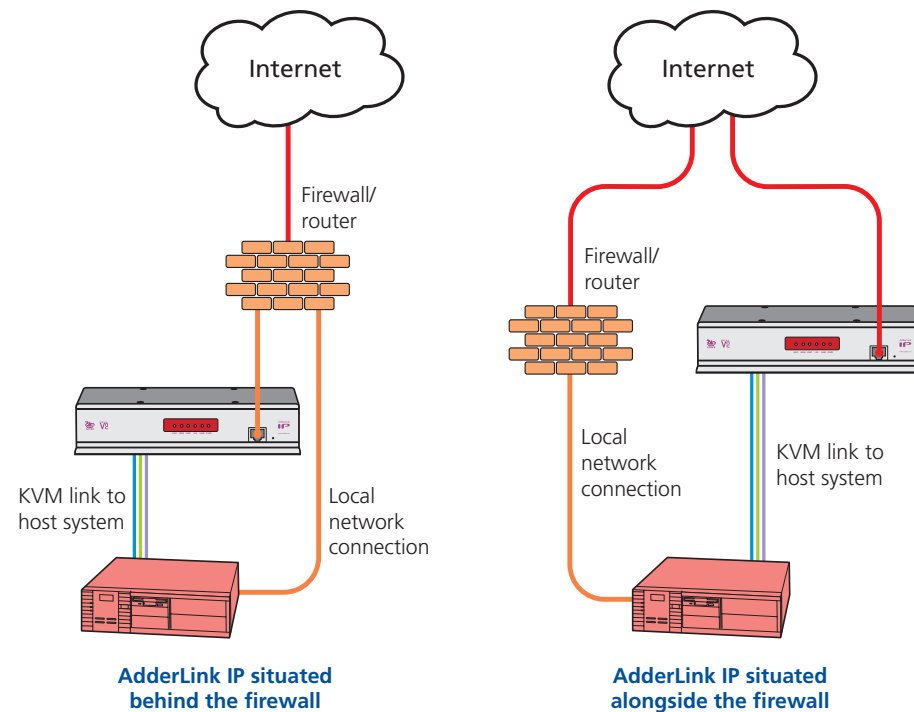 Internet
Firewall/
router
KVM link to
host system
Local
network
connection
AdderLink IP situated
behind the firewall
Internet
Firewall/
router
IP
Local
network
connection
KVM link to
host system
AdderLink IP situated
alongside the firewall